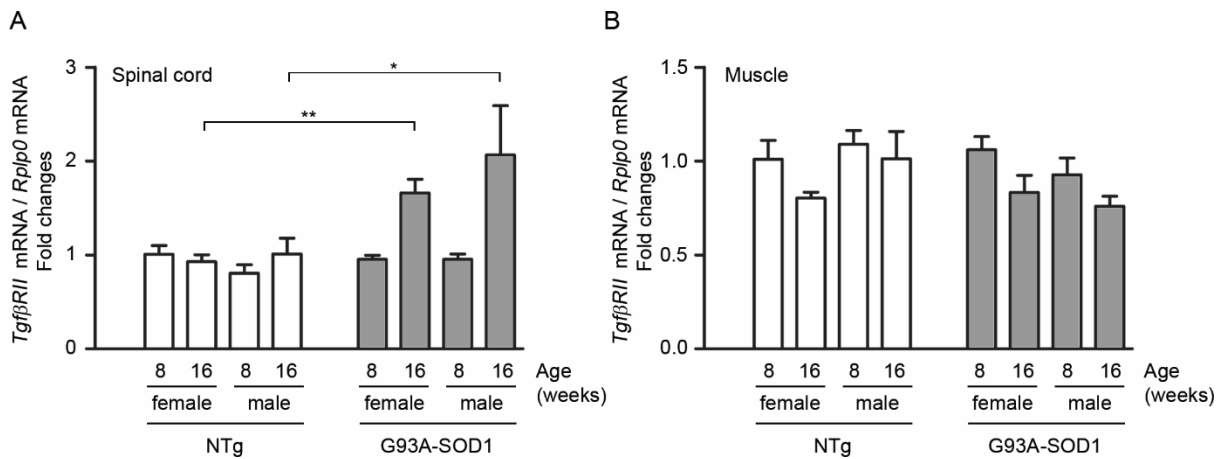 A
TgfβRII mRNA / Rplp0 mRNA
Fold changes
3
2
1
0
Spinal cord
*
**
8 16 8 16 8 16 8 16 Age
(weeks)
female male female male
NTg G93A-SOD1
B
TgfβRII mRNA / Rplp0 mRNA
Fold changes
1.5
1.0
0.5
0.0
Muscle
8 16 8 16 8 16 8 16 Age
(weeks)
female male female male
NTg G93A-SOD1